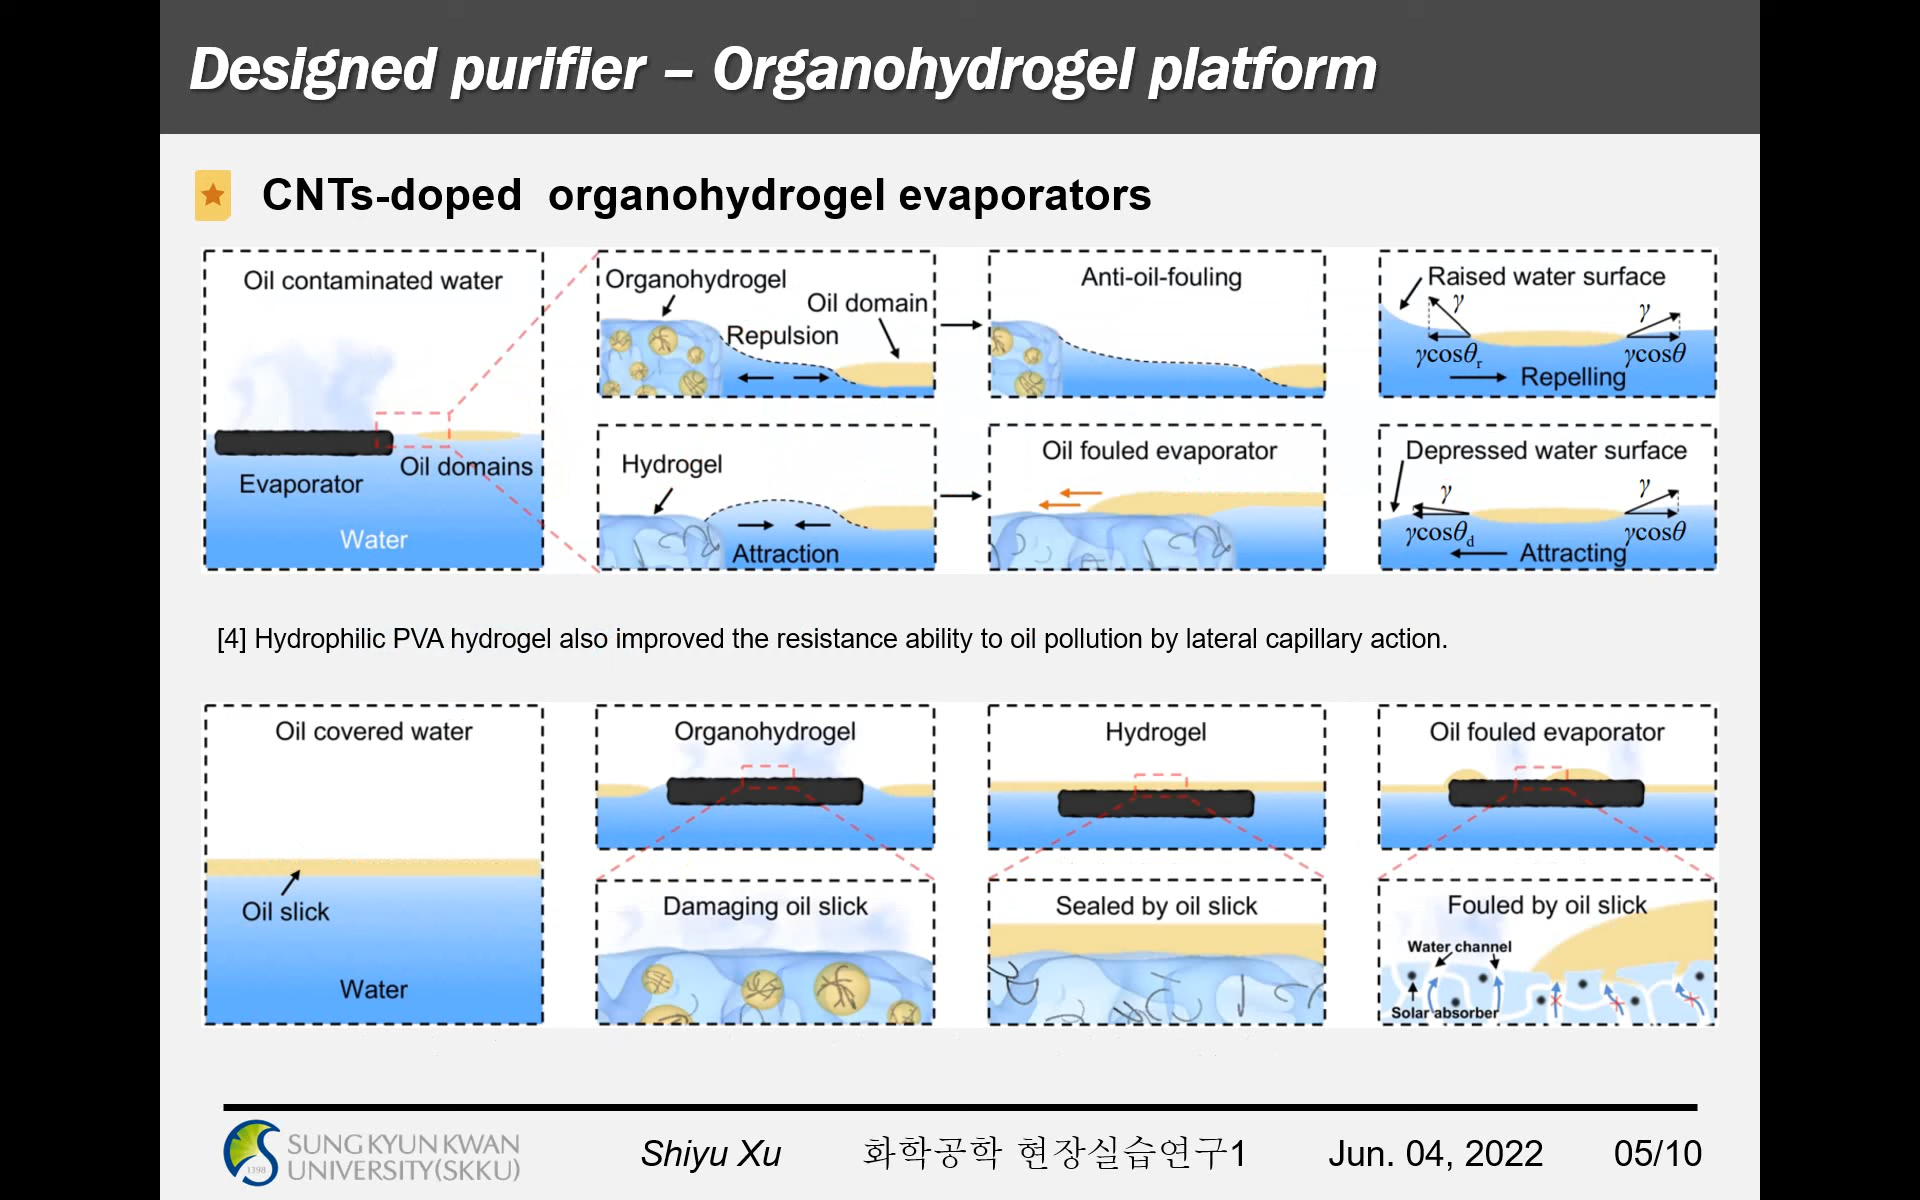 Designed purifier – Organohydrogel platform
CNTs-doped organohydrogel evaporators
Oil contaminated water
Evaporator
Oil domains
Water
Organohydrogel
Oil domain
Repulsion
Anti-oil-fouling
Raised water surface
γ
γ
γcosθr
γcosθ
Repelling
Hydrogel
Attraction
Oil fouled evaporator
Depressed water surface
γ
γ
γcosθd
γcosθ
Attracting
[4] Hydrophilic PVA hydrogel also improved the resistance ability to oil pollution by lateral capillary action.
Oil covered water
Oil slick
Water
Organohydrogel
Hydrogel
Oil fouled evaporator
Damaging oil slick
Sealed by oil slick
Fouled by oil slick
Water channel
Solar absorber
1398
SUNGKYUNKWAN
UNIVERSITY(SKKU)
Shiyu Xu
화학공학 현장실습연구1
Jun. 04, 2022
05/10